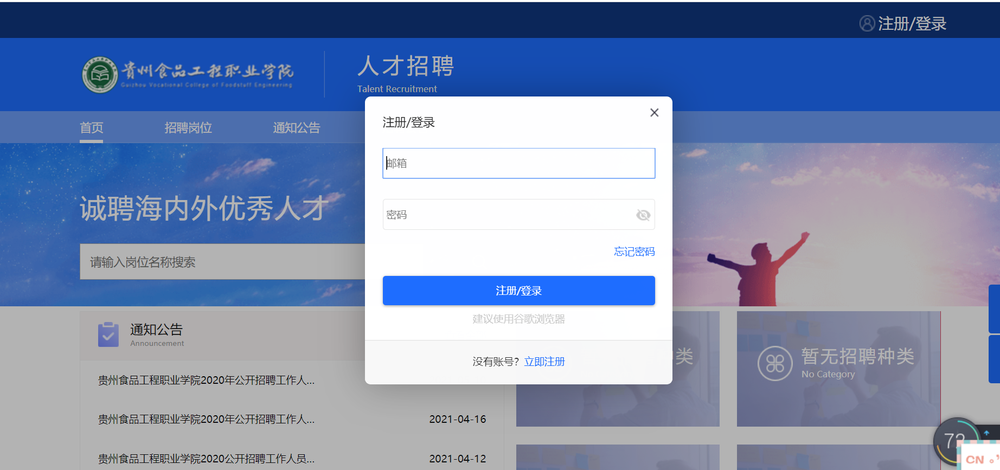 注册/登录
贵州食品工程职业学院
Guizhou Vocational College of Foodstuff Engineering
人才招聘
Talent Recruitment
首页
招聘岗位
通知公告
诚聘海内外优秀人才
请输入岗位名称搜索
注册/登录
邮箱
密码
忘记密码
注册/登录
建议使用谷歌浏览器
没有账号？立即注册
通知公告
Announcement
贵州食品工程职业学院2020年公开招聘工作人...
贵州食品工程职业学院2020年公开招聘工作人... 2021-04-16
贵州食品工程职业学院2020公开招聘工作人员... 2021-04-12
类
暂无招聘种类
No Category
CN